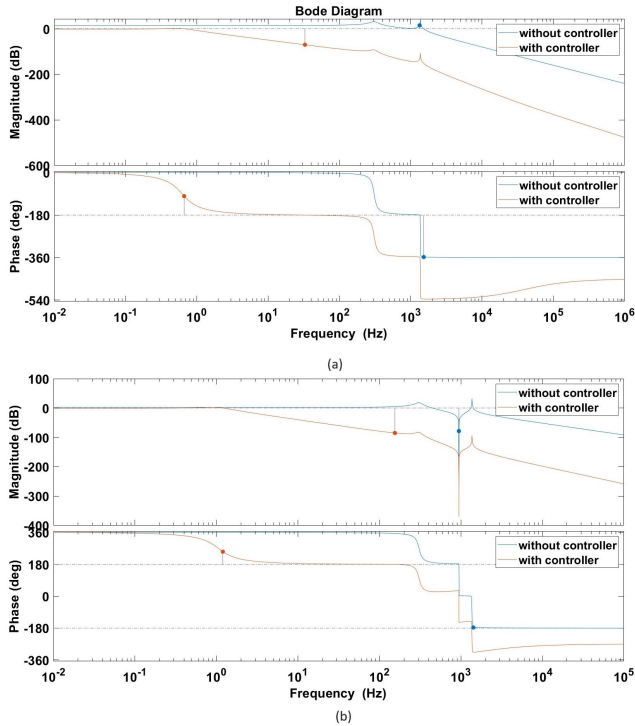 Bode Diagram
0
-200
-400
-600
Magnitude (dB)
without controller
with controller
0
-180
-360
-540
Phase (deg)
without controller
with controller
10^-2 10^-1 10^0 10^1 10^2 10^3 10^4 10^5 10^6
Frequency (Hz)
(a)
100
0
-100
-200
-300
-400
Magnitude (dB)
without controller
with controller
360
180
0
-180
-360
Phase (deg)
without controller
with controller
10^-2 10^-1 10^0 10^1 10^2 10^3 10^4 10^5
Frequency (Hz)
(b)